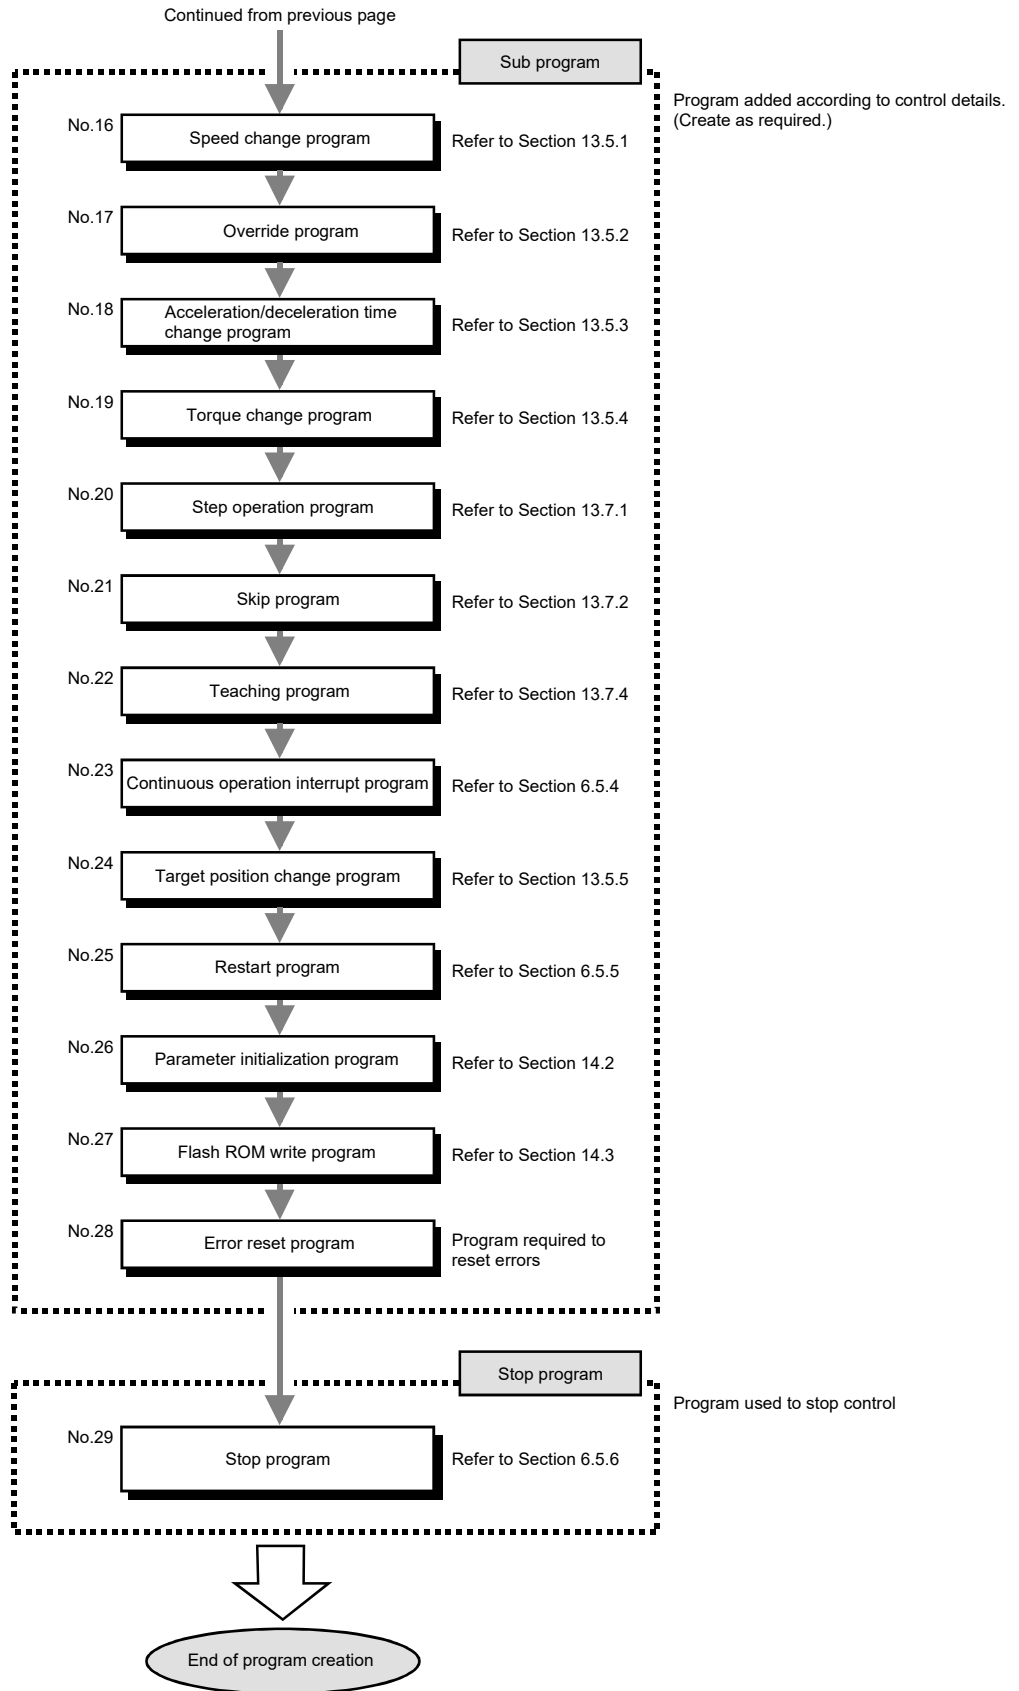 Continued from previous page
Sub program
Program added according to control details.
(Create as required.)
No.16
Speed change program
Refer to Section 13.5.1
No.17
Override program
Refer to Section 13.5.2
No.18
Acceleration/deceleration time
change program
Refer to Section 13.5.3
No.19
Torque change program
Refer to Section 13.5.4
No.20
Step operation program
Refer to Section 13.7.1
No.21
Skip program
Refer to Section 13.7.2
No.22
Teaching program
Refer to Section 13.7.4
No.23
Continuous operation interrupt program
Refer to Section 6.5.4
No.24
Target position change program
Refer to Section 13.5.5
No.25
Restart program
Refer to Section 6.5.5
No.26
Parameter initialization program
Refer to Section 14.2
No.27
Flash ROM write program
Refer to Section 14.3
No.28
Error reset program
Program required to
reset errors
Stop program
Program used to stop control
No.29
Stop program
Refer to Section 6.5.6
End of program creation